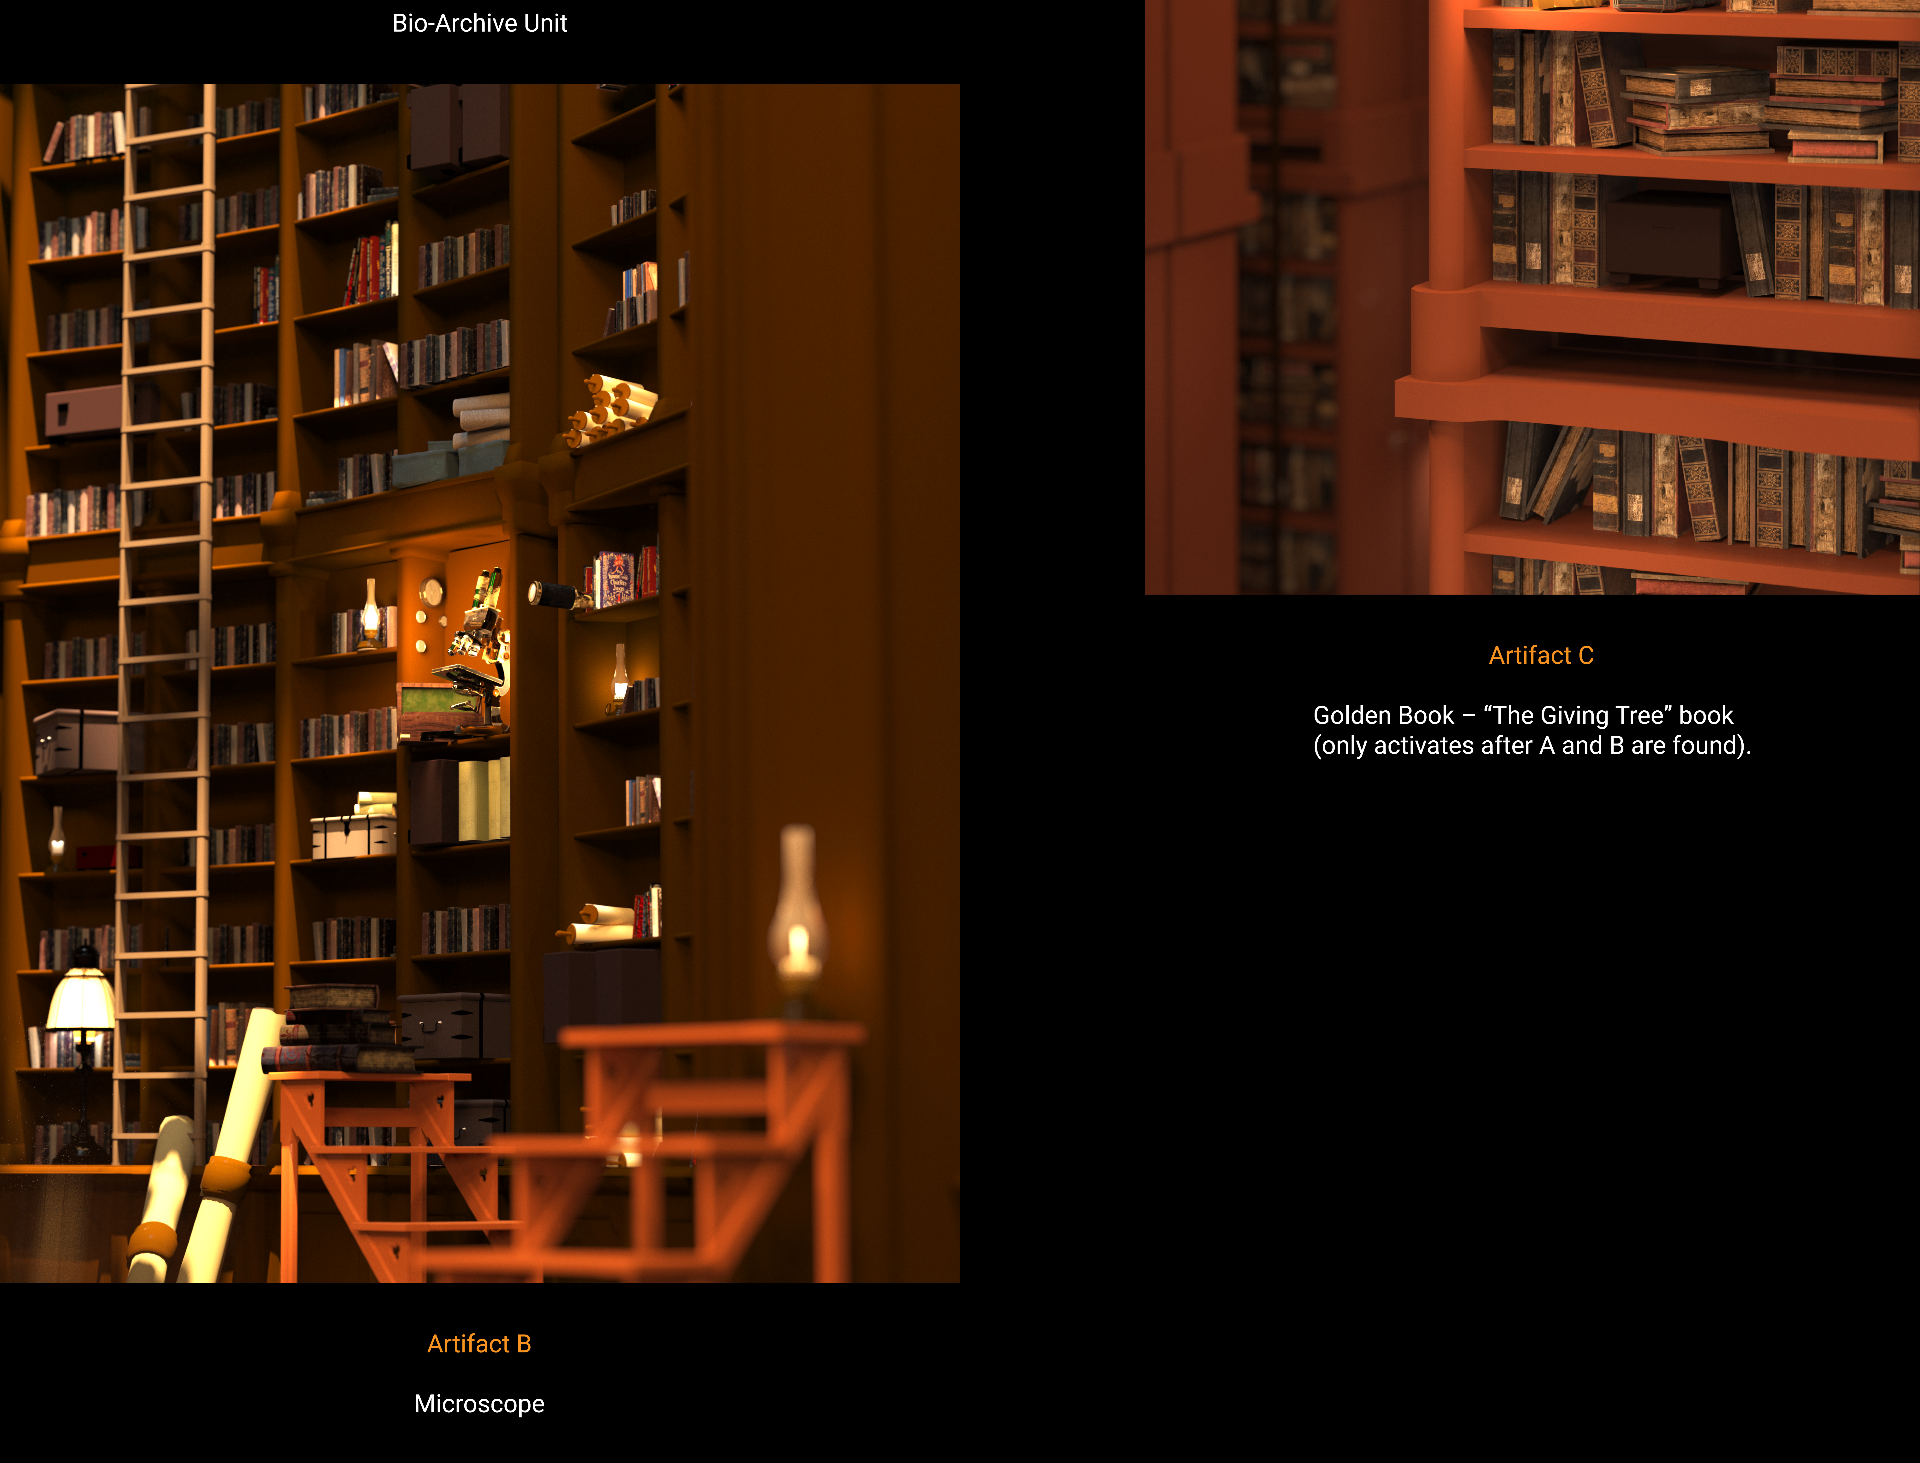 Bio-Archive Unit
Artifact B
Microscope
Artifact C
Golden Book – “The Giving Tree” book
(only activates after A and B are found).